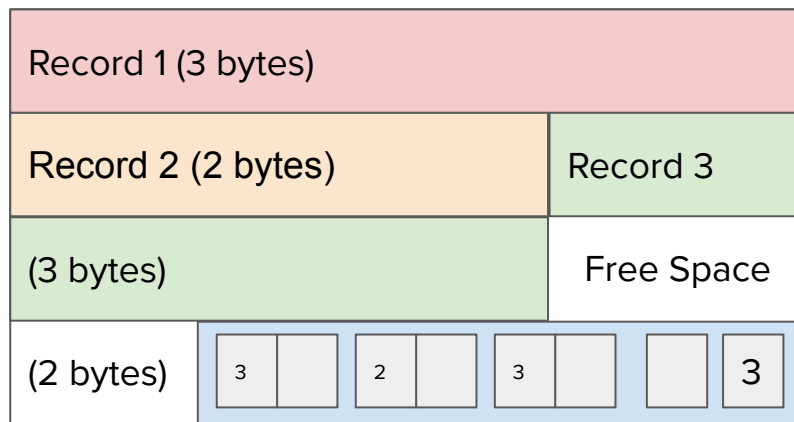 Record 1 (3 bytes)
Record 2 (2 bytes) Record 3
(3 bytes) Free Space
(2 bytes) 3 2 3 3